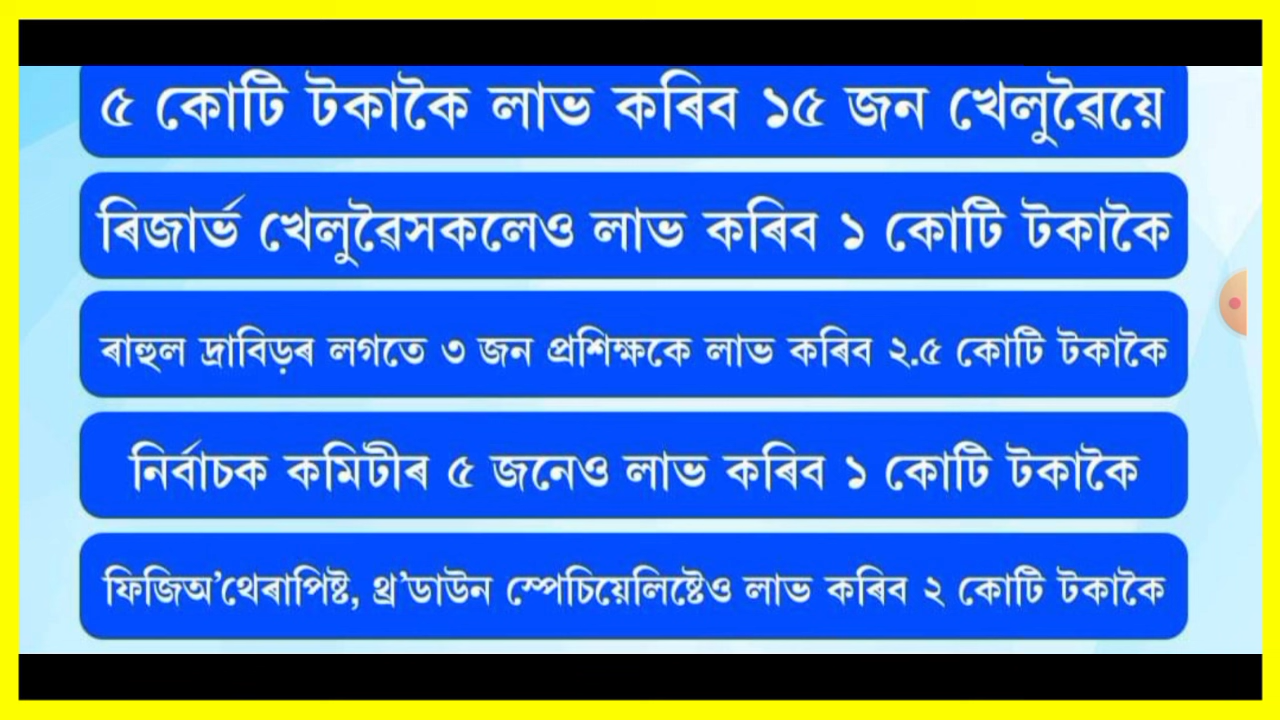 ৫ কোটি টকাকৈ লাভ কৰিব ১৫ জন খেলুৱৈয়ে
ৰিজাৰ্ভ খেলুৱৈসকলেও লাভ কৰিব ১ কোটি টকাকৈ
ৰাহুল দ্ৰাবিড়ৰ লগতে ৩ জন প্ৰশিক্ষকে লাভ কৰিব ২.৫ কোটি টকাকৈ
নিৰ্বাচক কমিটীৰ ৫ জনেও লাভ কৰিব ১ কোটি টকাকৈ
ফিজিঅ'থেৰাপিষ্ট, থ্ৰ'ডাউন স্পেচিয়েলিষ্টেও লাভ কৰিব ২ কোটি টকাকৈ